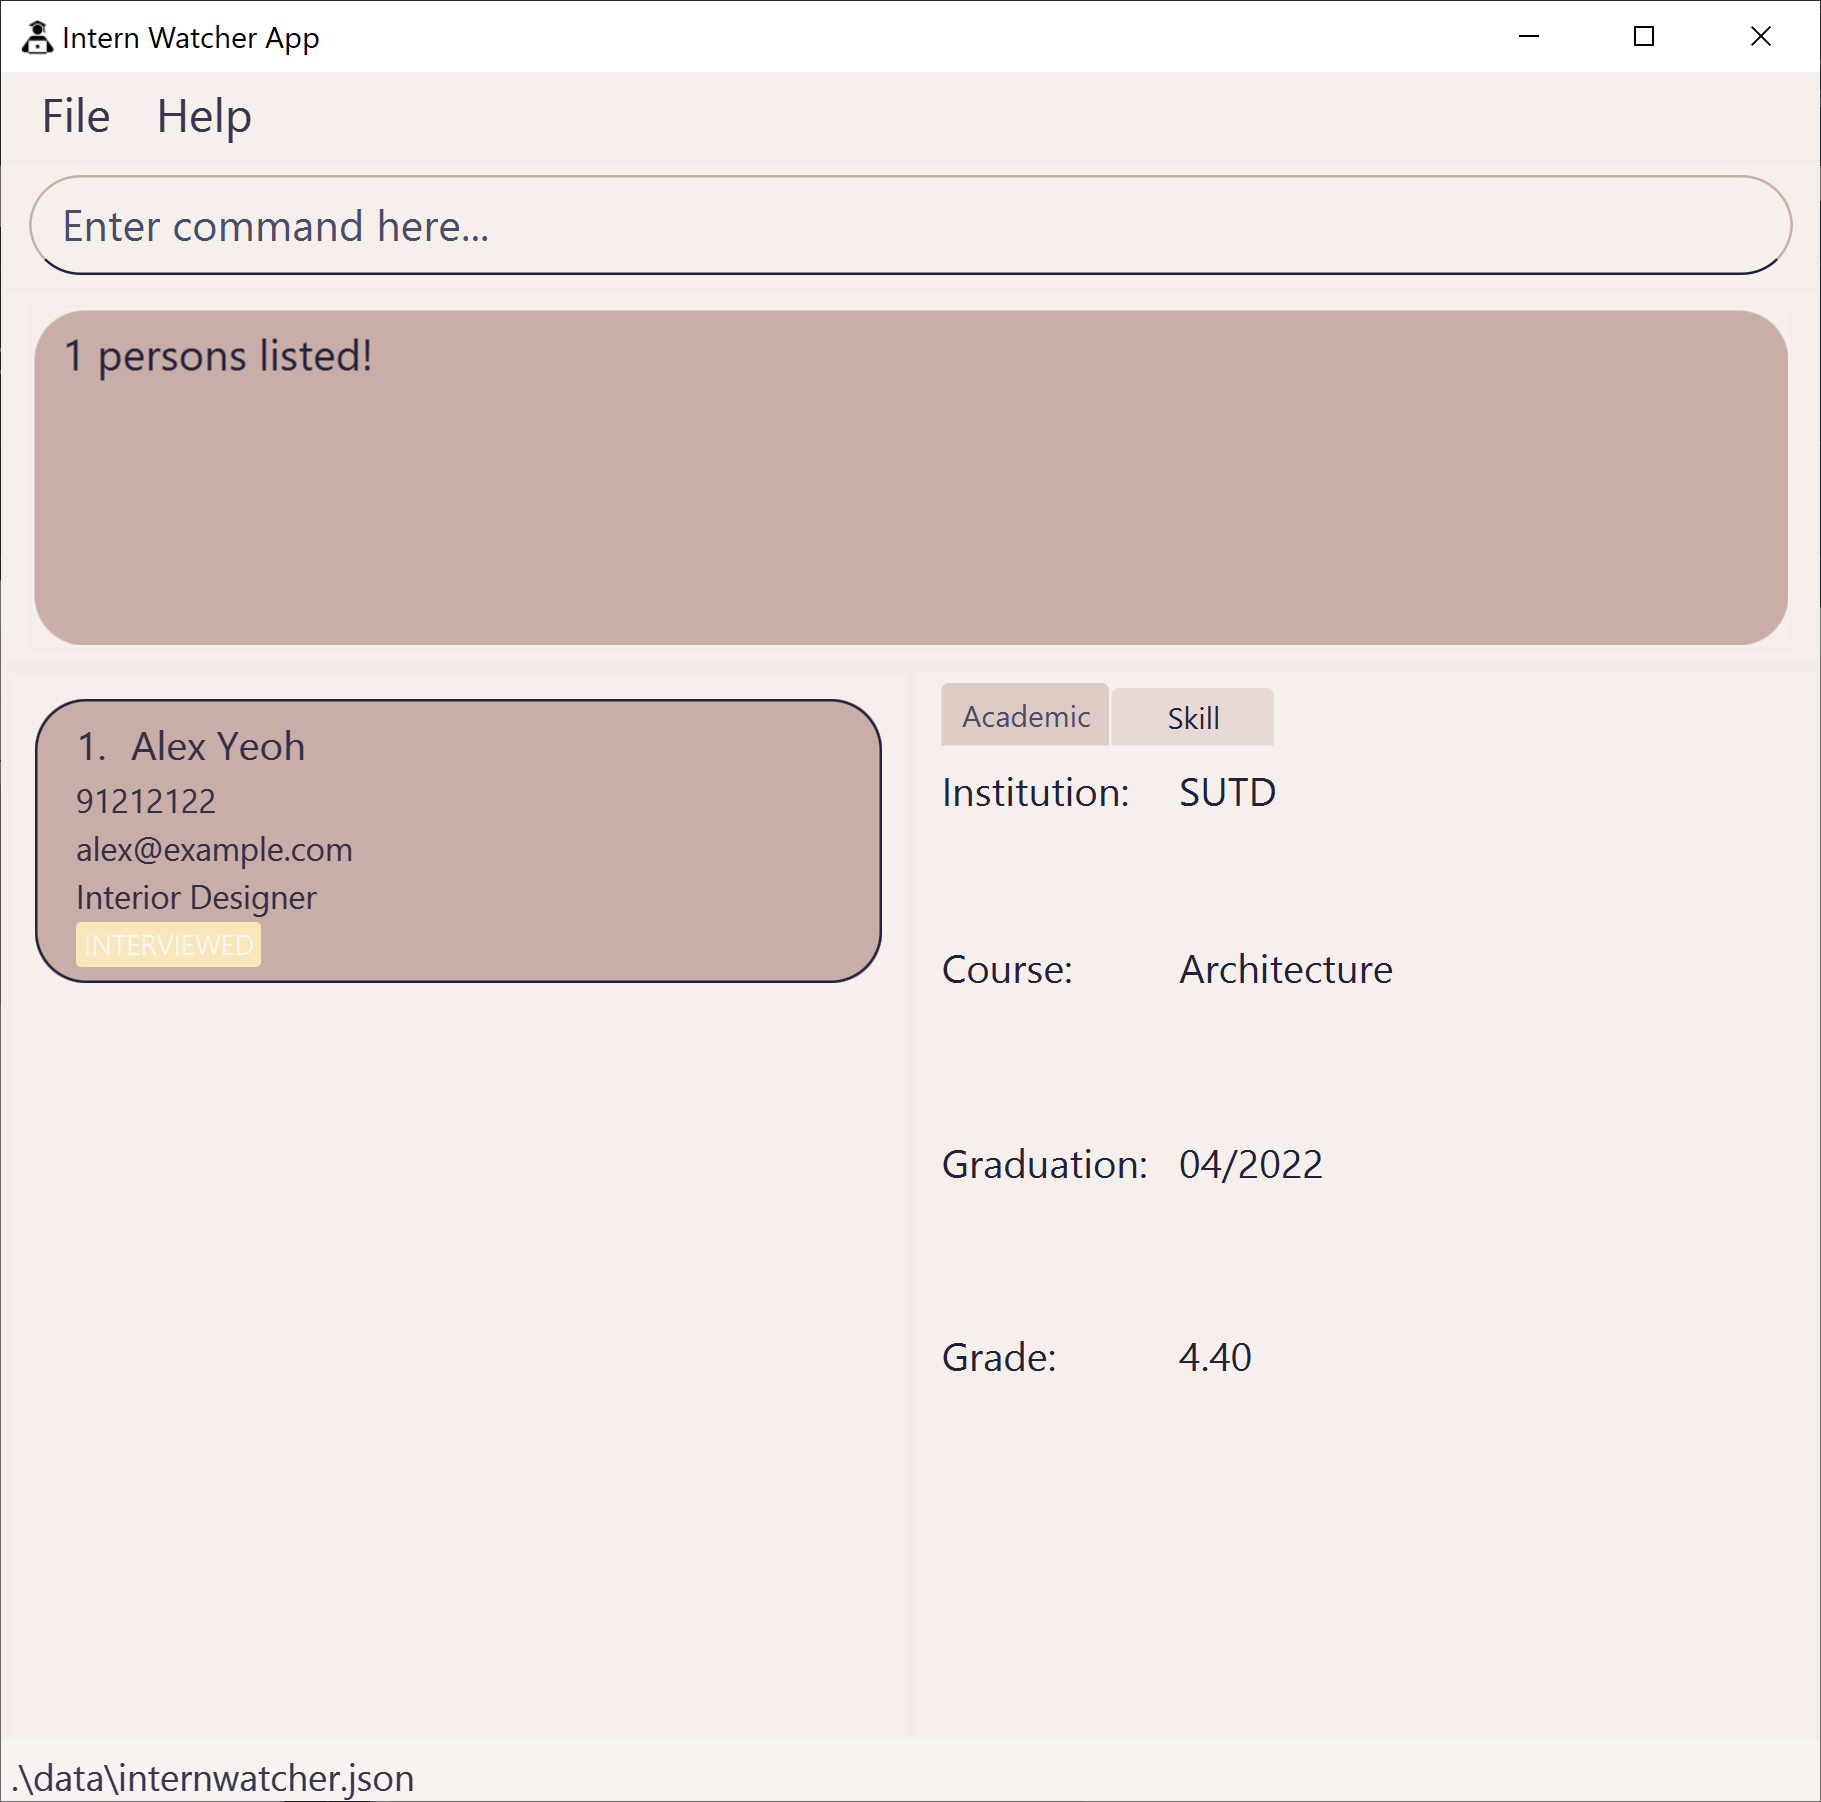 Intern Watcher App
File Help
Enter command here...
1 persons listed!
1. Alex Yeoh
91212122
alex@example.com
Interior Designer
INTERVIEWED
Academic Skill
Institution: SUTD
Course: Architecture
Graduation: 04/2022
Grade: 4.40
.\data\internwatcher.json